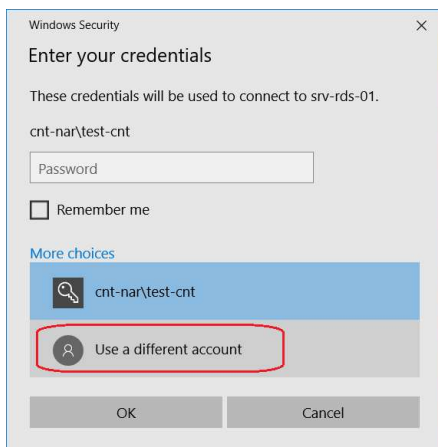 Windows Security
Enter your credentials
These credentials will be used to connect to srv-rds-01.
cnt-nar\test-cnt
Password
Remember me
More choices
cnt-nar\test-cnt
Use a different account
OK Cancel